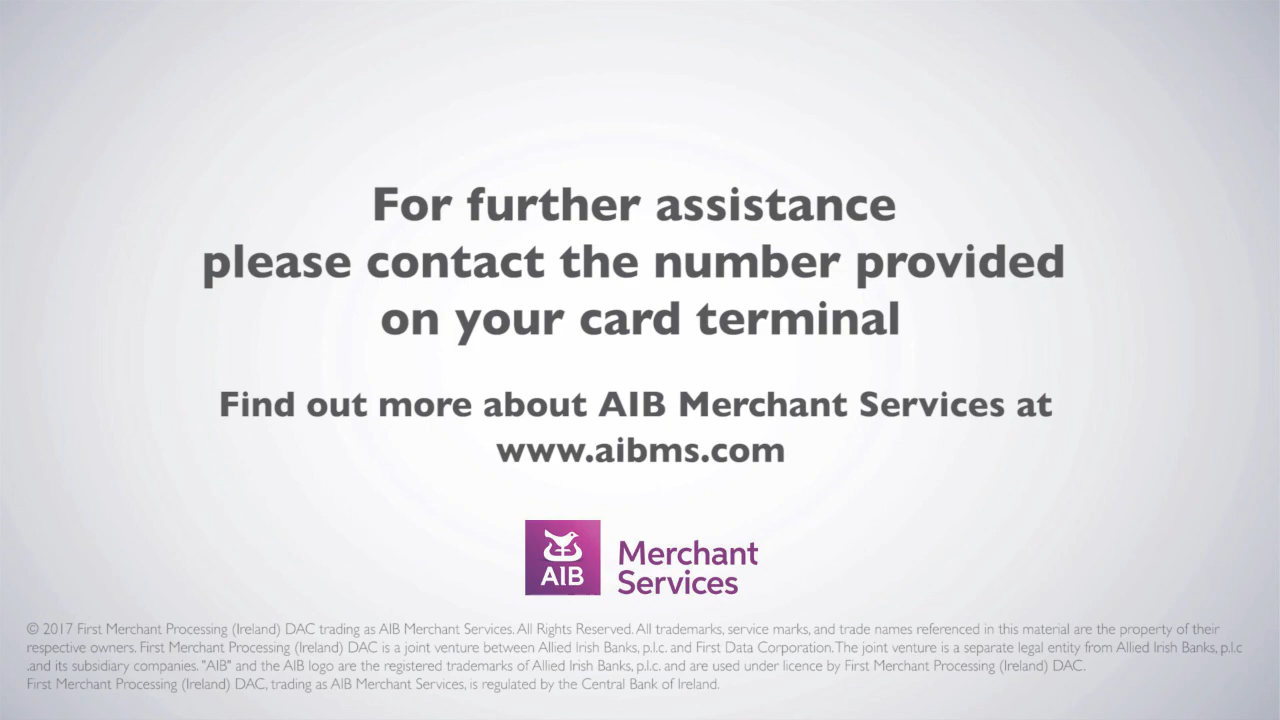 For further assistance
please contact the number provided
on your card terminal
Find out more about AIB Merchant Services at
www.aibms.com
AIB
Merchant
Services
© 2017 First Merchant Processing (Ireland) DAC trading as AIB Merchant Services. All Rights Reserved. All trademarks, service marks, and trade names referenced in this material are the property of their
respective owners. First Merchant Processing (Ireland) DAC is a joint venture between Allied Irish Banks, p.l.c. and First Data Corporation. The joint venture is a separate legal entity from Allied Irish Banks, p.l.c
.and its subsidiary companies. "AIB" and the AIB logo are the registered trademarks of Allied Irish Banks, p.l.c. and are used under licence by First Merchant Processing (Ireland) DAC.
First Merchant Processing (Ireland) DAC, trading as AIB Merchant Services, is regulated by the Central Bank of Ireland.